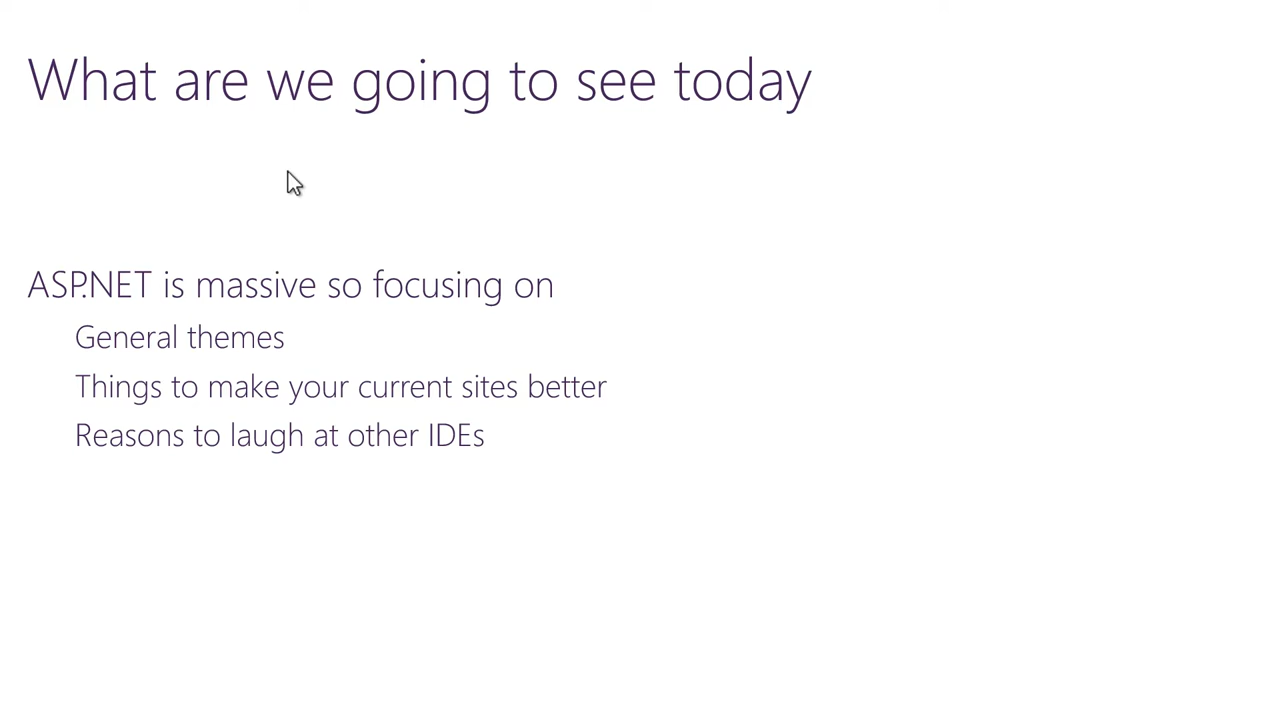 What are we going to see today
ASP.NET is massive so focusing on
General themes
Things to make your current sites better
Reasons to laugh at other IDEs